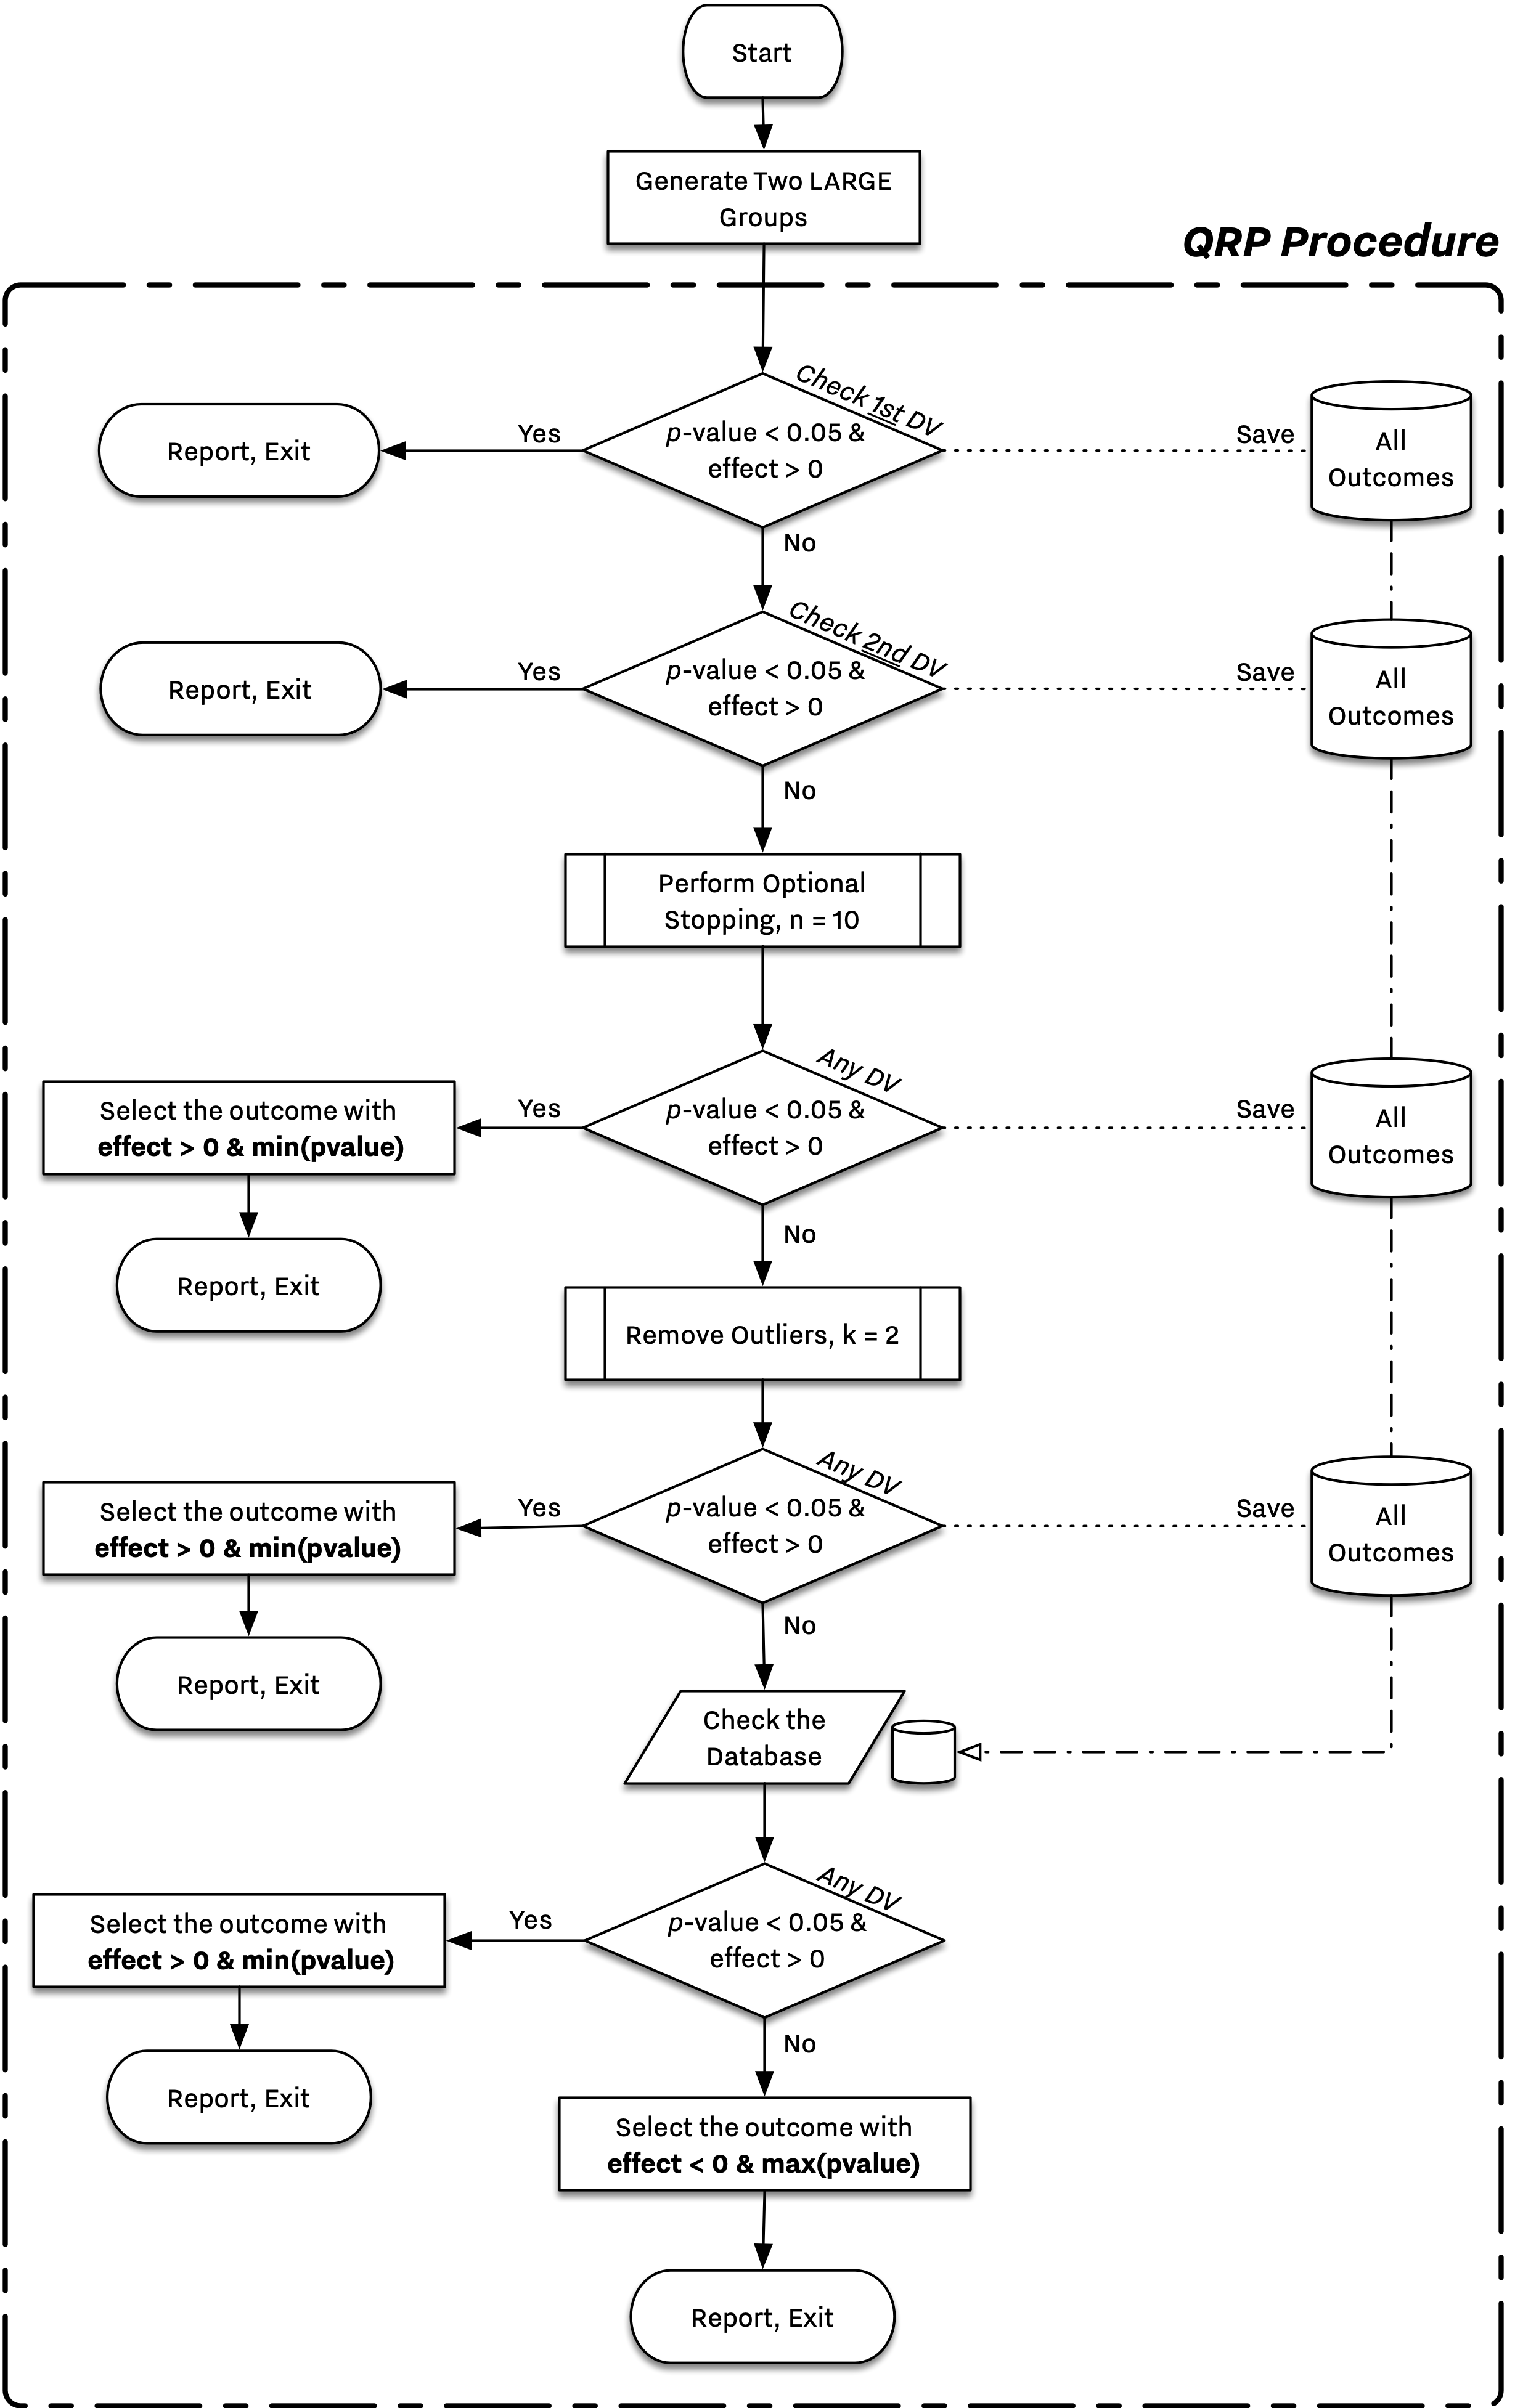 Start
Generate Two LARGE
Groups
QRP Procedure
Check 1st DV
p-value < 0.05 &
effect > 0
Yes
Report, Exit
Save
All
Outcomes
No
Check 2nd DV
p-value < 0.05 &
effect > 0
Yes
Report, Exit
Save
All
Outcomes
No
Perform Optional
Stopping, n = 10
Any DV
p-value < 0.05 &
effect > 0
Yes
Select the outcome with
effect > 0 & min(pvalue)
Report, Exit
Save
All
Outcomes
No
Remove Outliers, k = 2
Any DV
p-value < 0.05 &
effect > 0
Yes
Select the outcome with
effect > 0 & min(pvalue)
Report, Exit
Save
All
Outcomes
No
Check the
Database
Any DV
p-value < 0.05 &
effect > 0
Yes
Select the outcome with
effect > 0 & min(pvalue)
Report, Exit
No
Select the outcome with
effect < 0 & max(pvalue)
Report, Exit